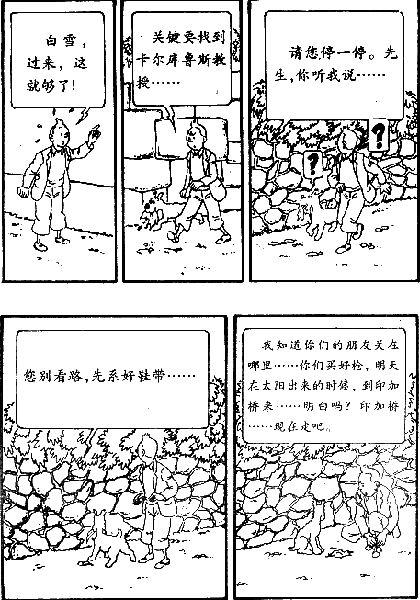 白雪，
过来，这
就够了！
关键要找到
卡尔库鲁斯教
授……
请您停一停。先
生，你听我说……
?
?
您别看路，先系好鞋带……
我知道你们的朋友关在
哪里……你们买好枪，明天
在太阳出来的时候，到印加
桥来……明白吗？印加桥
……现在走吧。